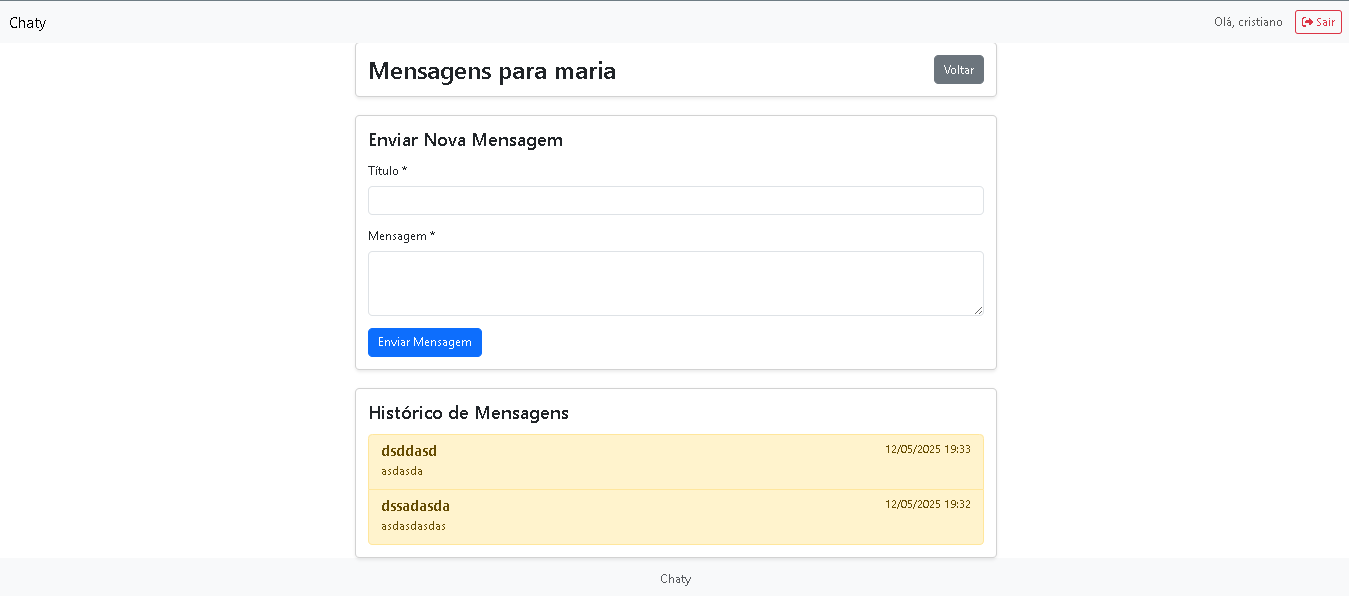 Chaty
Olá, cristiano
Sair
Mensagens para maria
Voltar
Enviar Nova Mensagem
Título *
Mensagem *
Enviar Mensagem
Histórico de Mensagens
dsddasd 12/05/2025 19:33
asdasda
dssadasda 12/05/2025 19:32
asdasdasdas
Chaty